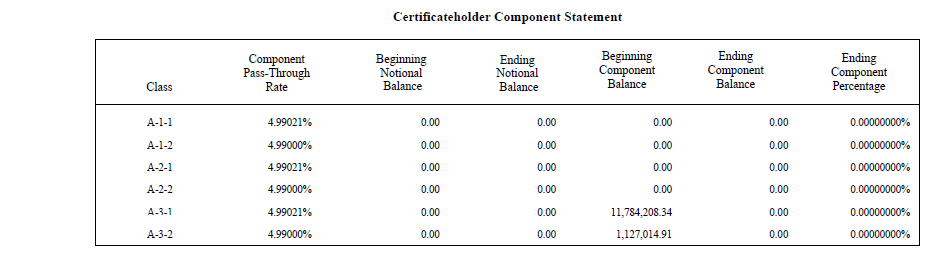 Certificateholder Component Statement
Class Component Pass-Through Rate Beginning Notional Balance Ending Notional Balance Beginning Component Balance Ending Component Balance Ending Component Percentage
A-1-1 4.99021% 0.00 0.00 0.00 0.00 0.00000000%
A-1-2 4.99000% 0.00 0.00 0.00 0.00 0.00000000%
A-2-1 4.99021% 0.00 0.00 0.00 0.00 0.00000000%
A-2-2 4.99000% 0.00 0.00 0.00 0.00 0.00000000%
A-3-1 4.99021% 0.00 0.00 11,784,208.34 0.00 0.00000000%
A-3-2 4.99000% 0.00 0.00 1,127,014.91 0.00 0.00000000%